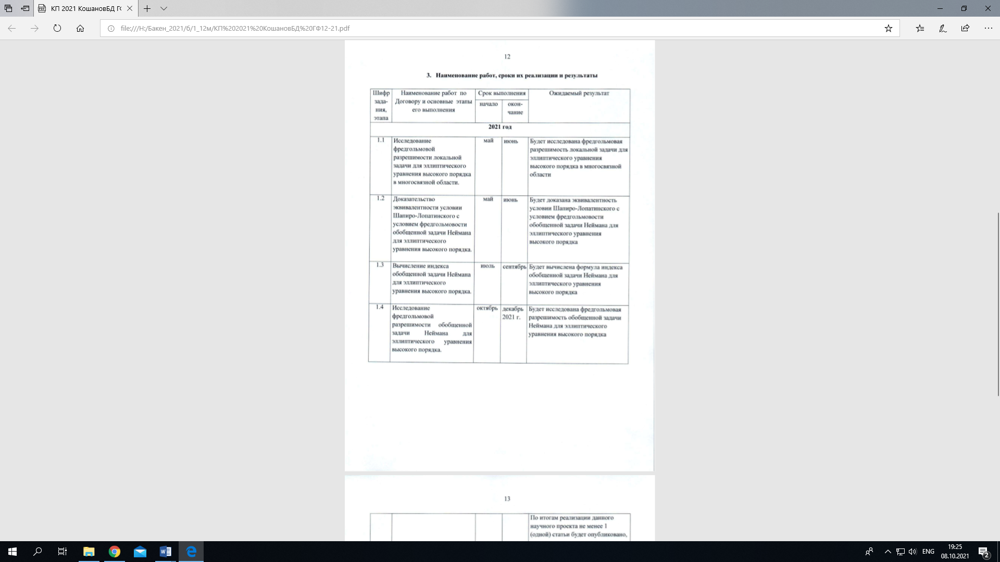 КП 2021 КошановБД ГФ
file:///H:/Бакен_2021/6/1_12м/КП%202021%20КошановБД%20ГФ12-21.pdf
12
3. Наименование работ, сроки их реализации и результаты
Шифр зада-ния, этапа
Наименование работ по Договору и основные этапы его выполнения
Срок выполнения
начало
окон-чание
Ожидаемый результат
2021 год
1.1
Исследование
фредгольмовой
разрешимости локальной
задачи для эллиптического
уравнения высокого порядка
в многосвязной области.
май
июнь
Будет исследована фредгольмовая
разрешимость локальной задачи для
эллиптического уравнения
высокого порядка в многосвязной
области
1.2
Доказательство
эквивалентности условии
Шапиро-Лопатинского с
условием фредгольмовости
обобщенной задачи Неймана
для эллиптического
уравнения высокого порядка.
май
июнь
Будет доказана эквивалентность
условии Шапиро-Лопатинского с
условием фредгольмовости
обобщенной задачи Неймана для
эллиптического уравнения
высокого порядка
1.3
Вычисление индекса
обобщенной задачи Неймана
для эллиптического
уравнения высокого порядка.
июль
сентябрь
Будет вычислена формула индекса
обобщенной задачи Неймана для
эллиптического уравнения
высокого порядка
1.4
Исследование
фредгольмовой
разрешимости обобщенной
задачи Неймана для
эллиптического уравнения
высокого порядка.
октябрь
декабрь
2021 г.
Будет исследована фредгольмовая
разрешимость обобщенной задачи
Неймана для эллиптического
уравнения высокого порядка
13
По итогам реализации данного
научного проекта не менее 1
(одной) статьи будет опубликовано,
ENG
19:25
08.10.2021
2